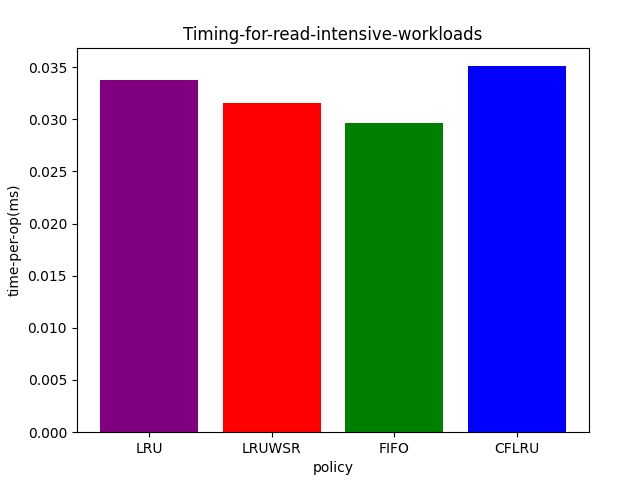 Timing-for-read-intensive-workloads
time-per-op(ms)
0.035
0.030
0.025
0.020
0.015
0.010
0.005
0.000
LRU
LRUWSR
FIFO
CFLRU
policy